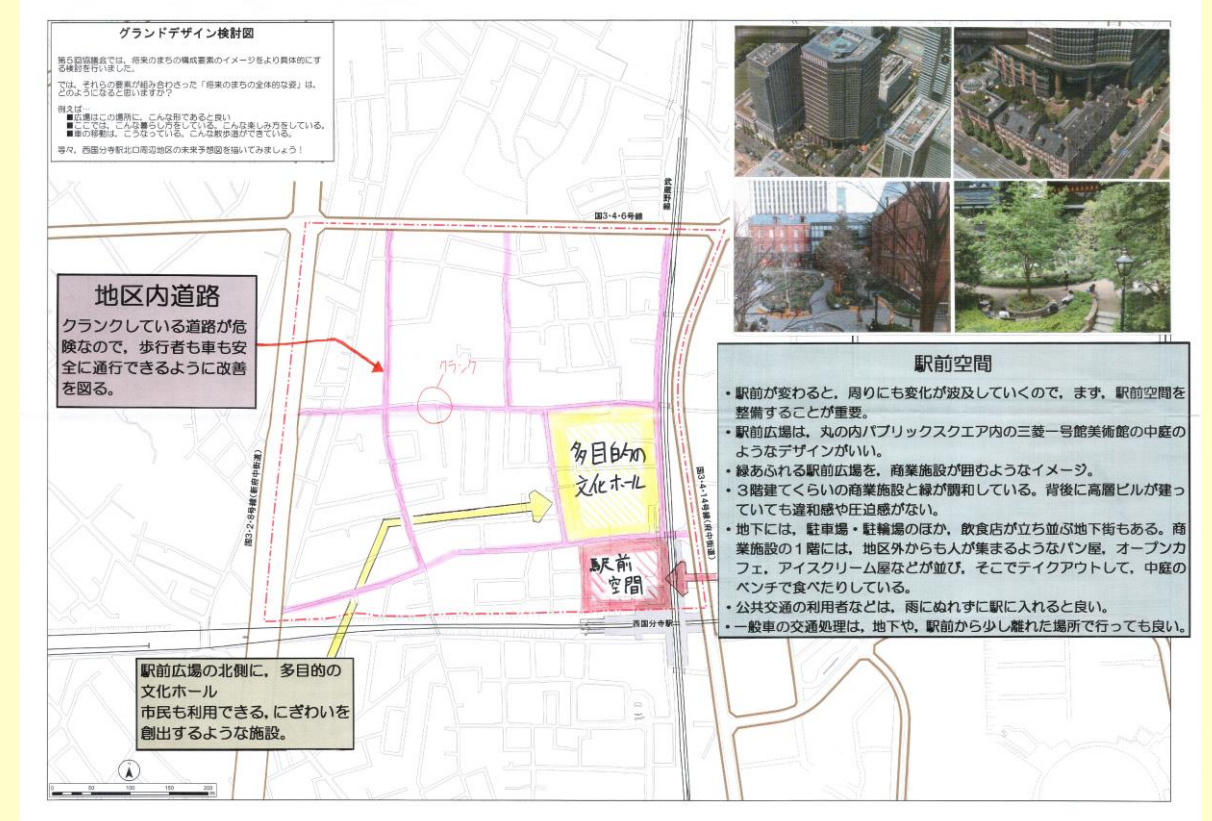 グランドデザイン検討図
第5回協議会では、将来のまちの構成要素のイメージをより具体的にす
る検討を行いました。
では、それらの要素が組み合わさった「将来のまちの全体的な姿」は、
どのようになると思いますか？
例えば…
■広場はこの場所に、こんな形であると良い
■ここでは、こんな暮らし方をしている。こんな楽しみ方をしている。
■車の移動は、こうなっている。こんな散歩道ができている。
等々、西国分寺駅北口周辺地区の未来予想図を描いてみましょう！
武蔵野線
国3・4・6号線
地区内道路
クランクしている道路が危
険なので，歩行者も車も安
全に通行できるように改善
を図る。
クランク
多目的の
文化ホール
駅前
空間
国3・2・8号線(新府中街道)
国3・4・14号線(府中街道)
西国分寺駅
駅前空間
・駅前が変わると，周りにも変化が波及していくので，まず，駅前空間を
整備することが重要。
・駅前広場は，丸の内パブリックスクエア内の三菱一号館美術館の中庭の
ようなデザインがいい。
・緑あふれる駅前広場を，商業施設が囲むようなイメージ。
・３階建てくらいの商業施設と緑が調和している。背後に高層ビルが建っ
ていても違和感や圧迫感がない。
・地下には，駐車場・駐輪場のほか，飲食店が立ち並ぶ地下街もある。商
業施設の１階には，地区外からも人が集まるようなパン屋，オープンカ
フェ，アイスクリーム屋などが並び，そこでテイクアウトして，中庭の
ベンチで食べたりしている。
・公共交通の利用者などは，雨にぬれずに駅に入れると良い。
・一般車の交通処理は，地下や，駅前から少し離れた場所で行っても良い。
駅前広場の北側に，多目的の
文化ホール
市民も利用できる，にぎわいを
創出するような施設。
0 50 100 150 200